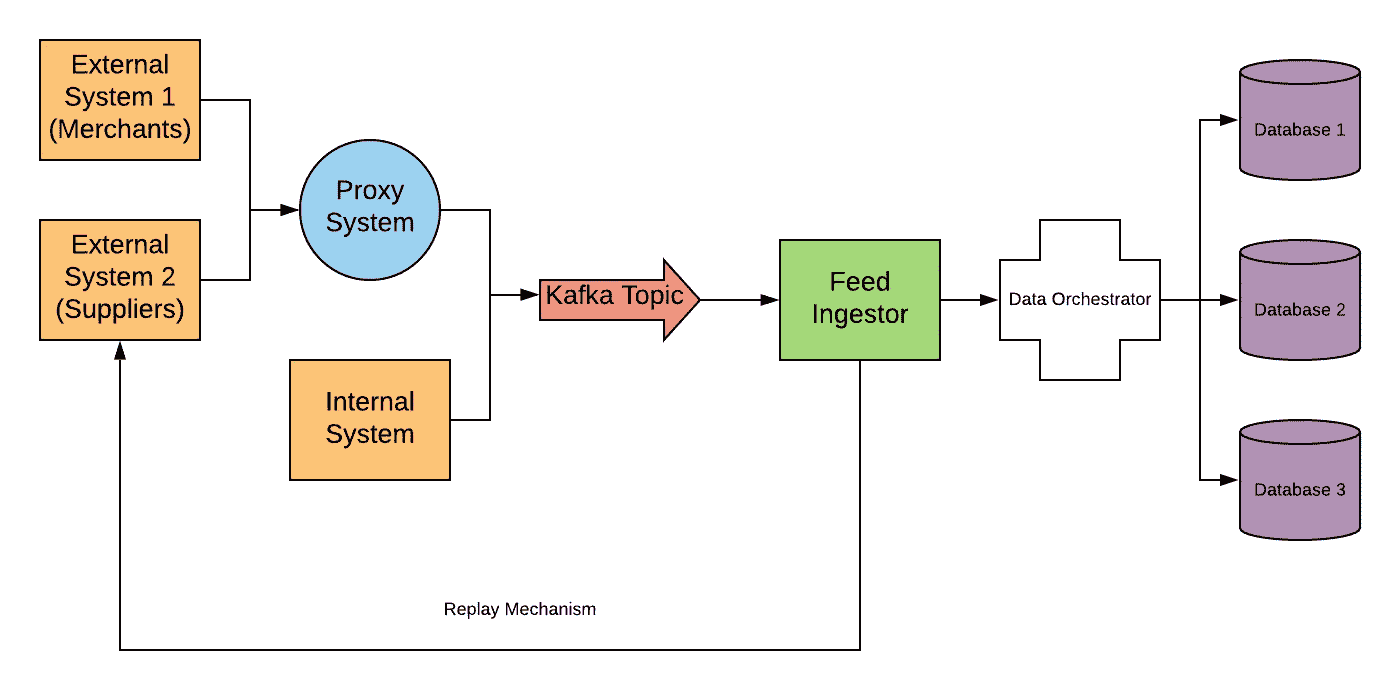 External
System 1
(Merchants)
External
System 2
(Suppliers)
Proxy
System
Internal
System
Kafka Topic
Feed
Ingestor
Data Orchestrator
Database 1
Database 2
Database 3
Replay Mechanism